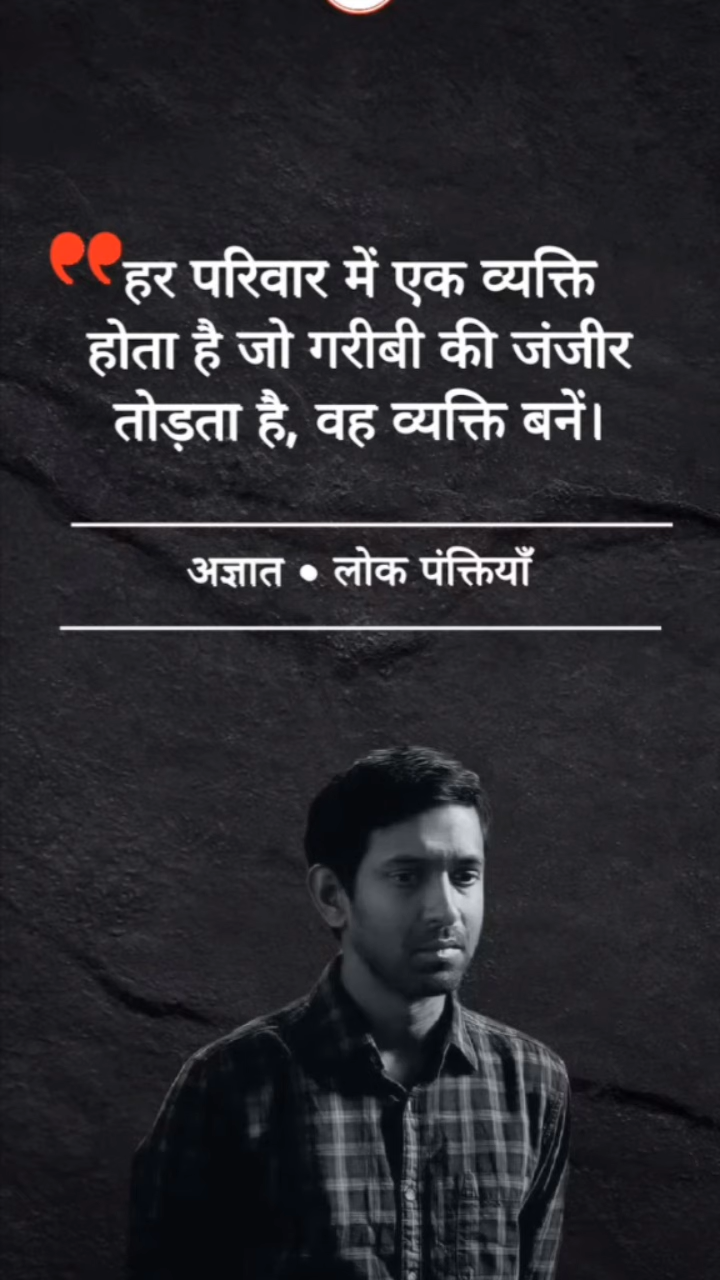 हर परिवार में एक व्यक्ति
होता है जो गरीबी की जंजीर
तोड़ता है, वह व्यक्ति बनें।
अज्ञात • लोक पंक्तियाँ